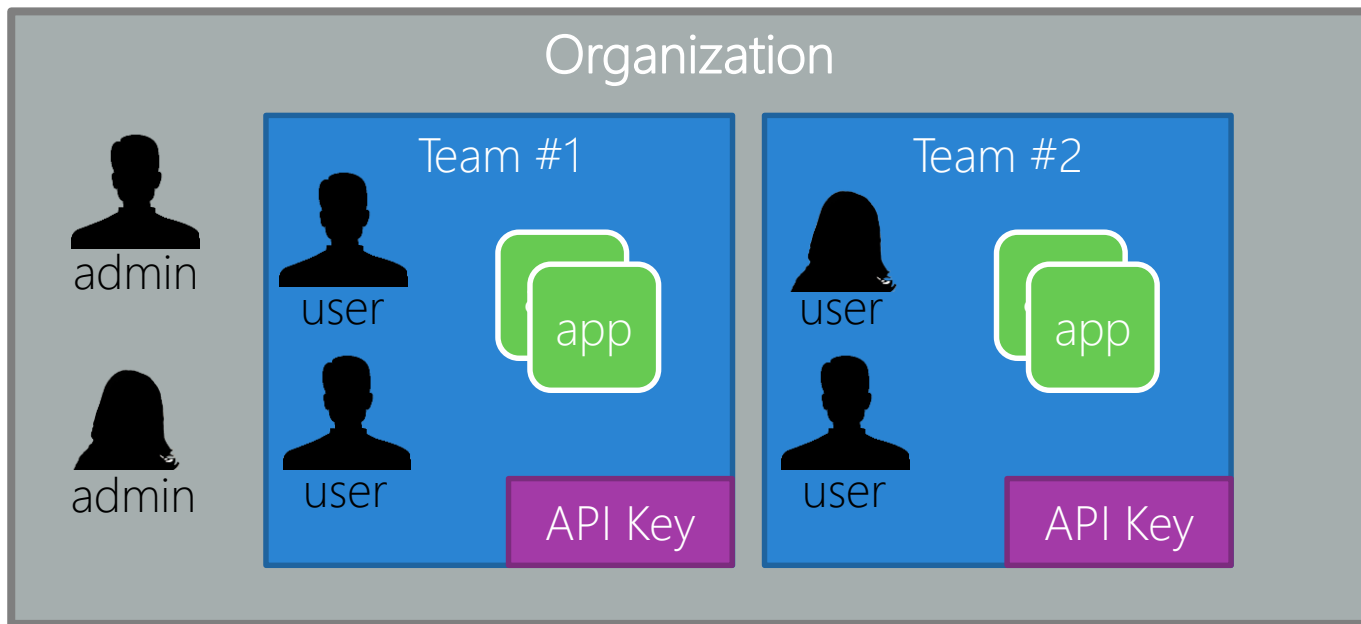 Organization
admin
admin
Team #1
user
user
app
API Key
Team #2
user
user
app
API Key